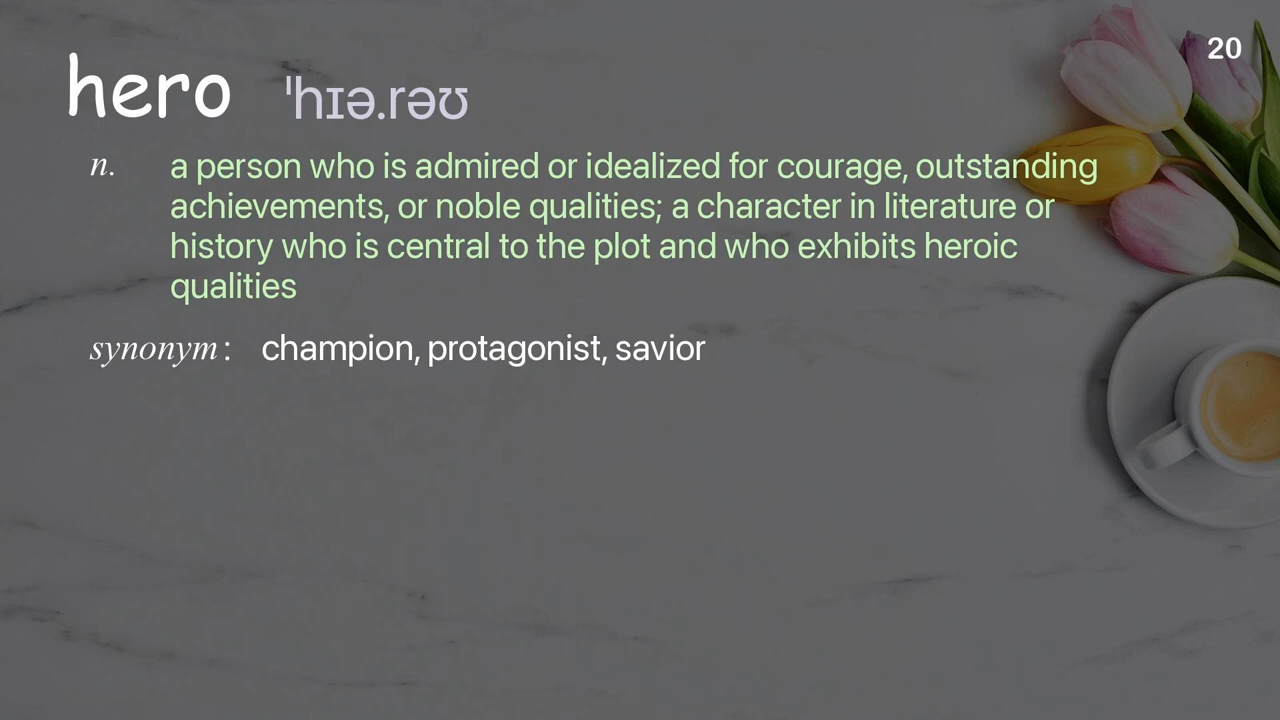 20
hero ˈhɪə.rəʊ
n. a person who is admired or idealized for courage, outstanding
achievements, or noble qualities; a character in literature or
history who is central to the plot and who exhibits heroic
qualities
synonym : champion, protagonist, savior